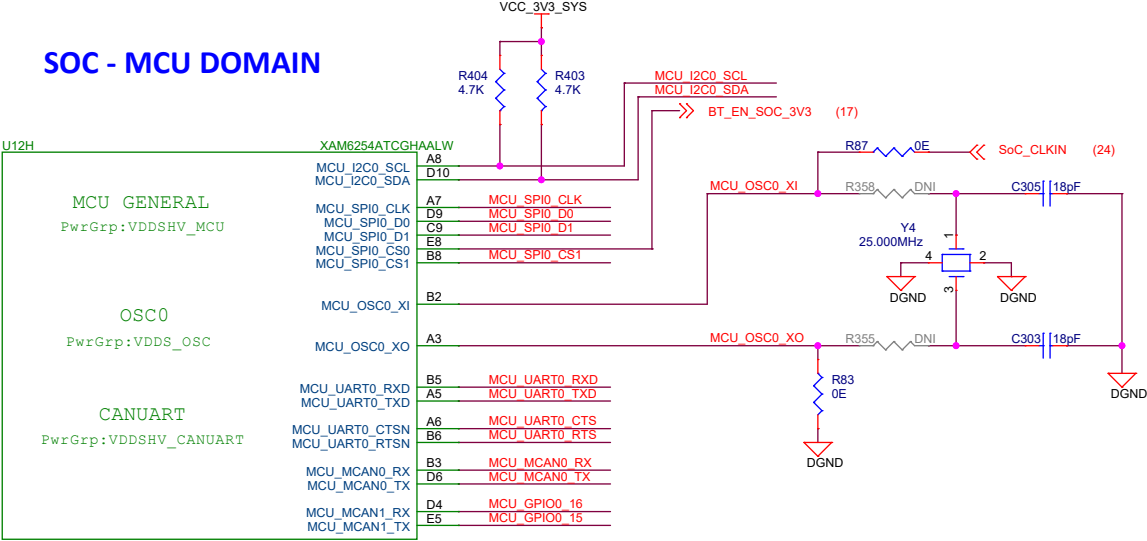 VCC_3V3_SYS
SOC - MCU DOMAIN
R404
4.7K
R403
4.7K
MCU_I2C0_SCL
MCU_I2C0_SDA
BT_EN_SOC_3V3 (17)
U12H
XAM6254ATCGHAALW
R87
0E
SoC_CLKIN (24)
MCU_I2C0_SCL
A8
MCU_I2C0_SDA
D10
MCU GENERAL
PwrGrp:VDDSHV_MCU
MCU_OSC0_XI
R358
DNI
C305
18pF
MCU_SPI0_CLK
A7
MCU_SPI0_CLK
MCU_SPI0_D0
D9
MCU_SPI0_D0
MCU_SPI0_D1
C9
MCU_SPI0_D1
MCU_SPI0_CS0
E8
MCU_SPI0_CS1
B8
MCU_SPI0_CS1
Y4
25.000MHz
1
4
2
3
DGND
DGND
MCU_OSC0_XI
B2
OSC0
PwrGrp:VDDS_OSC
MCU_OSC0_XO
A3
MCU_OSC0_XO
R355
DNI
C303
18pF
R83
0E
DGND
DGND
MCU_UART0_RXD
B5
MCU_UART0_RXD
MCU_UART0_TXD
A5
MCU_UART0_TXD
CANUART
PwrGrp:VDDSHV_CANUART
MCU_UART0_CTSN
A6
MCU_UART0_CTS
MCU_UART0_RTSN
B6
MCU_UART0_RTS
MCU_MCAN0_RX
B3
MCU_MCAN0_RX
MCU_MCAN0_TX
D6
MCU_MCAN0_TX
MCU_MCAN1_RX
D4
MCU_GPIO0_16
MCU_MCAN1_TX
E5
MCU_GPIO0_15